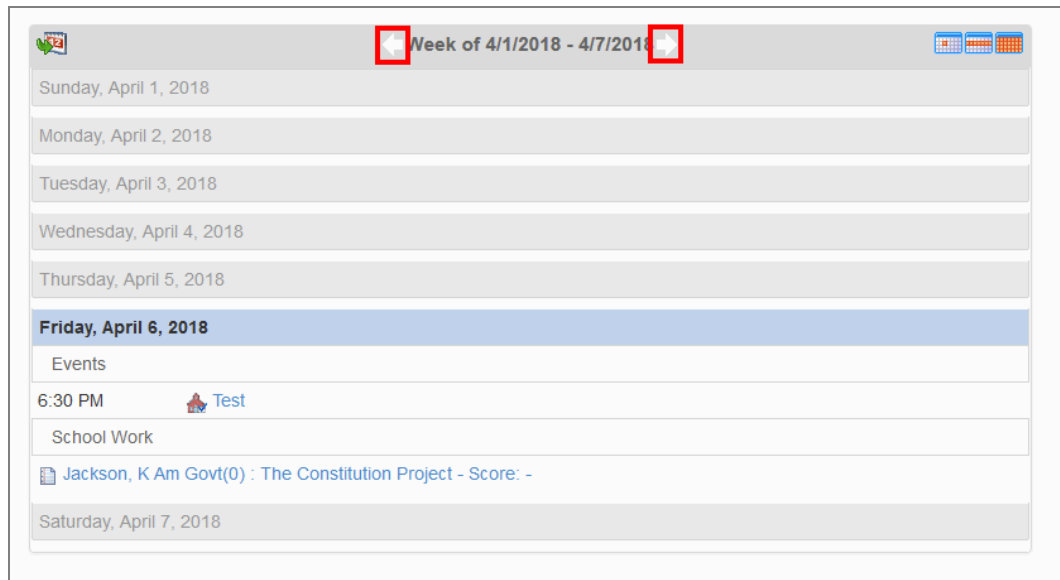 Week of 4/1/2018 - 4/7/2018
Sunday, April 1, 2018
Monday, April 2, 2018
Tuesday, April 3, 2018
Wednesday, April 4, 2018
Thursday, April 5, 2018
Friday, April 6, 2018
Events
6:30 PM Test
School Work
Jackson, K Am Govt(0) : The Constitution Project - Score: -
Saturday, April 7, 2018